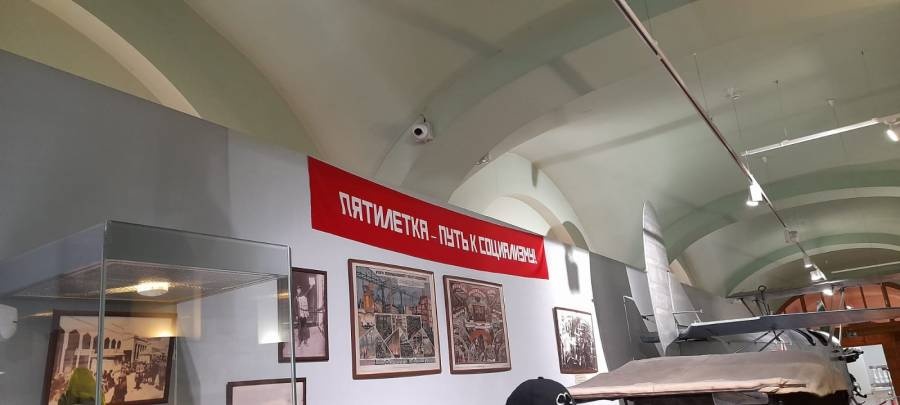 ПЯТИЛЕТКА – ПУТЬ К СОЦИАЛИЗМУ!